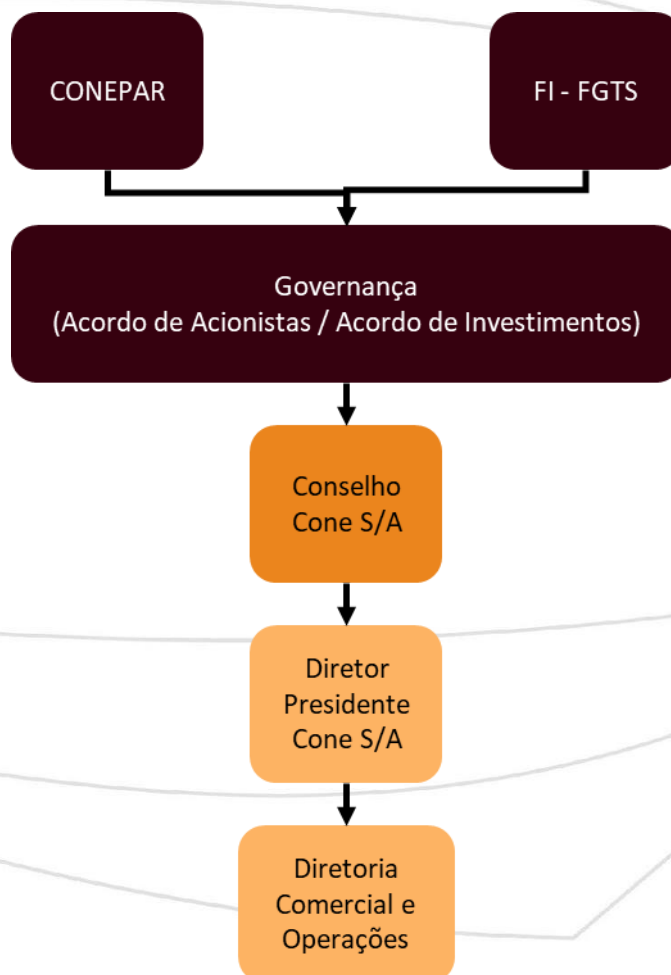 CONEPAR
FI - FGTS
Governança
(Acordo de Acionistas / Acordo de Investimentos)
Conselho
Cone S/A
Diretor
Presidente
Cone S/A
Diretoria
Comercial e
Operações